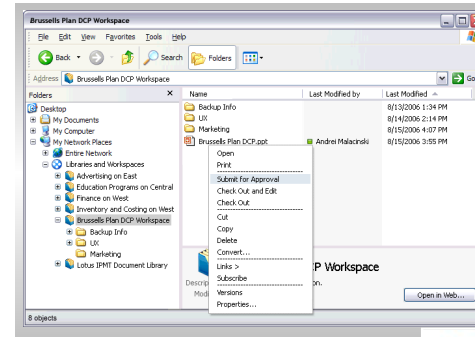 Brussells Plan DCP Workspace
File Edit View Favorites Tools Help
Back Search Folders
Address Brussells Plan DCP Workspace Go
Folders × Name Last Modified by Last Modified
Desktop
My Documents
My Computer
My Network Places
Entire Network
Libraries and Workspaces
Advertising on East
Education Programs on Central
Finance on West
Inventory and Costing on West
Brussells Plan DCP Workspace
Backup Info
UX
Marketing
Lotus IPMT Document Library
Backup Info 8/13/2006 1:34 PM
UX 8/14/2006 2:14 PM
Marketing 8/15/2006 4:07 PM
Brussells Plan DCP.ppt Andrei Malacinski 8/15/2006 3:55 PM
Open
Print
Submit for Approval
Check Out and Edit
Check Out
Cut
Copy
Delete
Convert...
Links >
Subscribe
Versions
Properties...
CP Workspace
Descrip on.
Modi
Open in Web...
8 objects